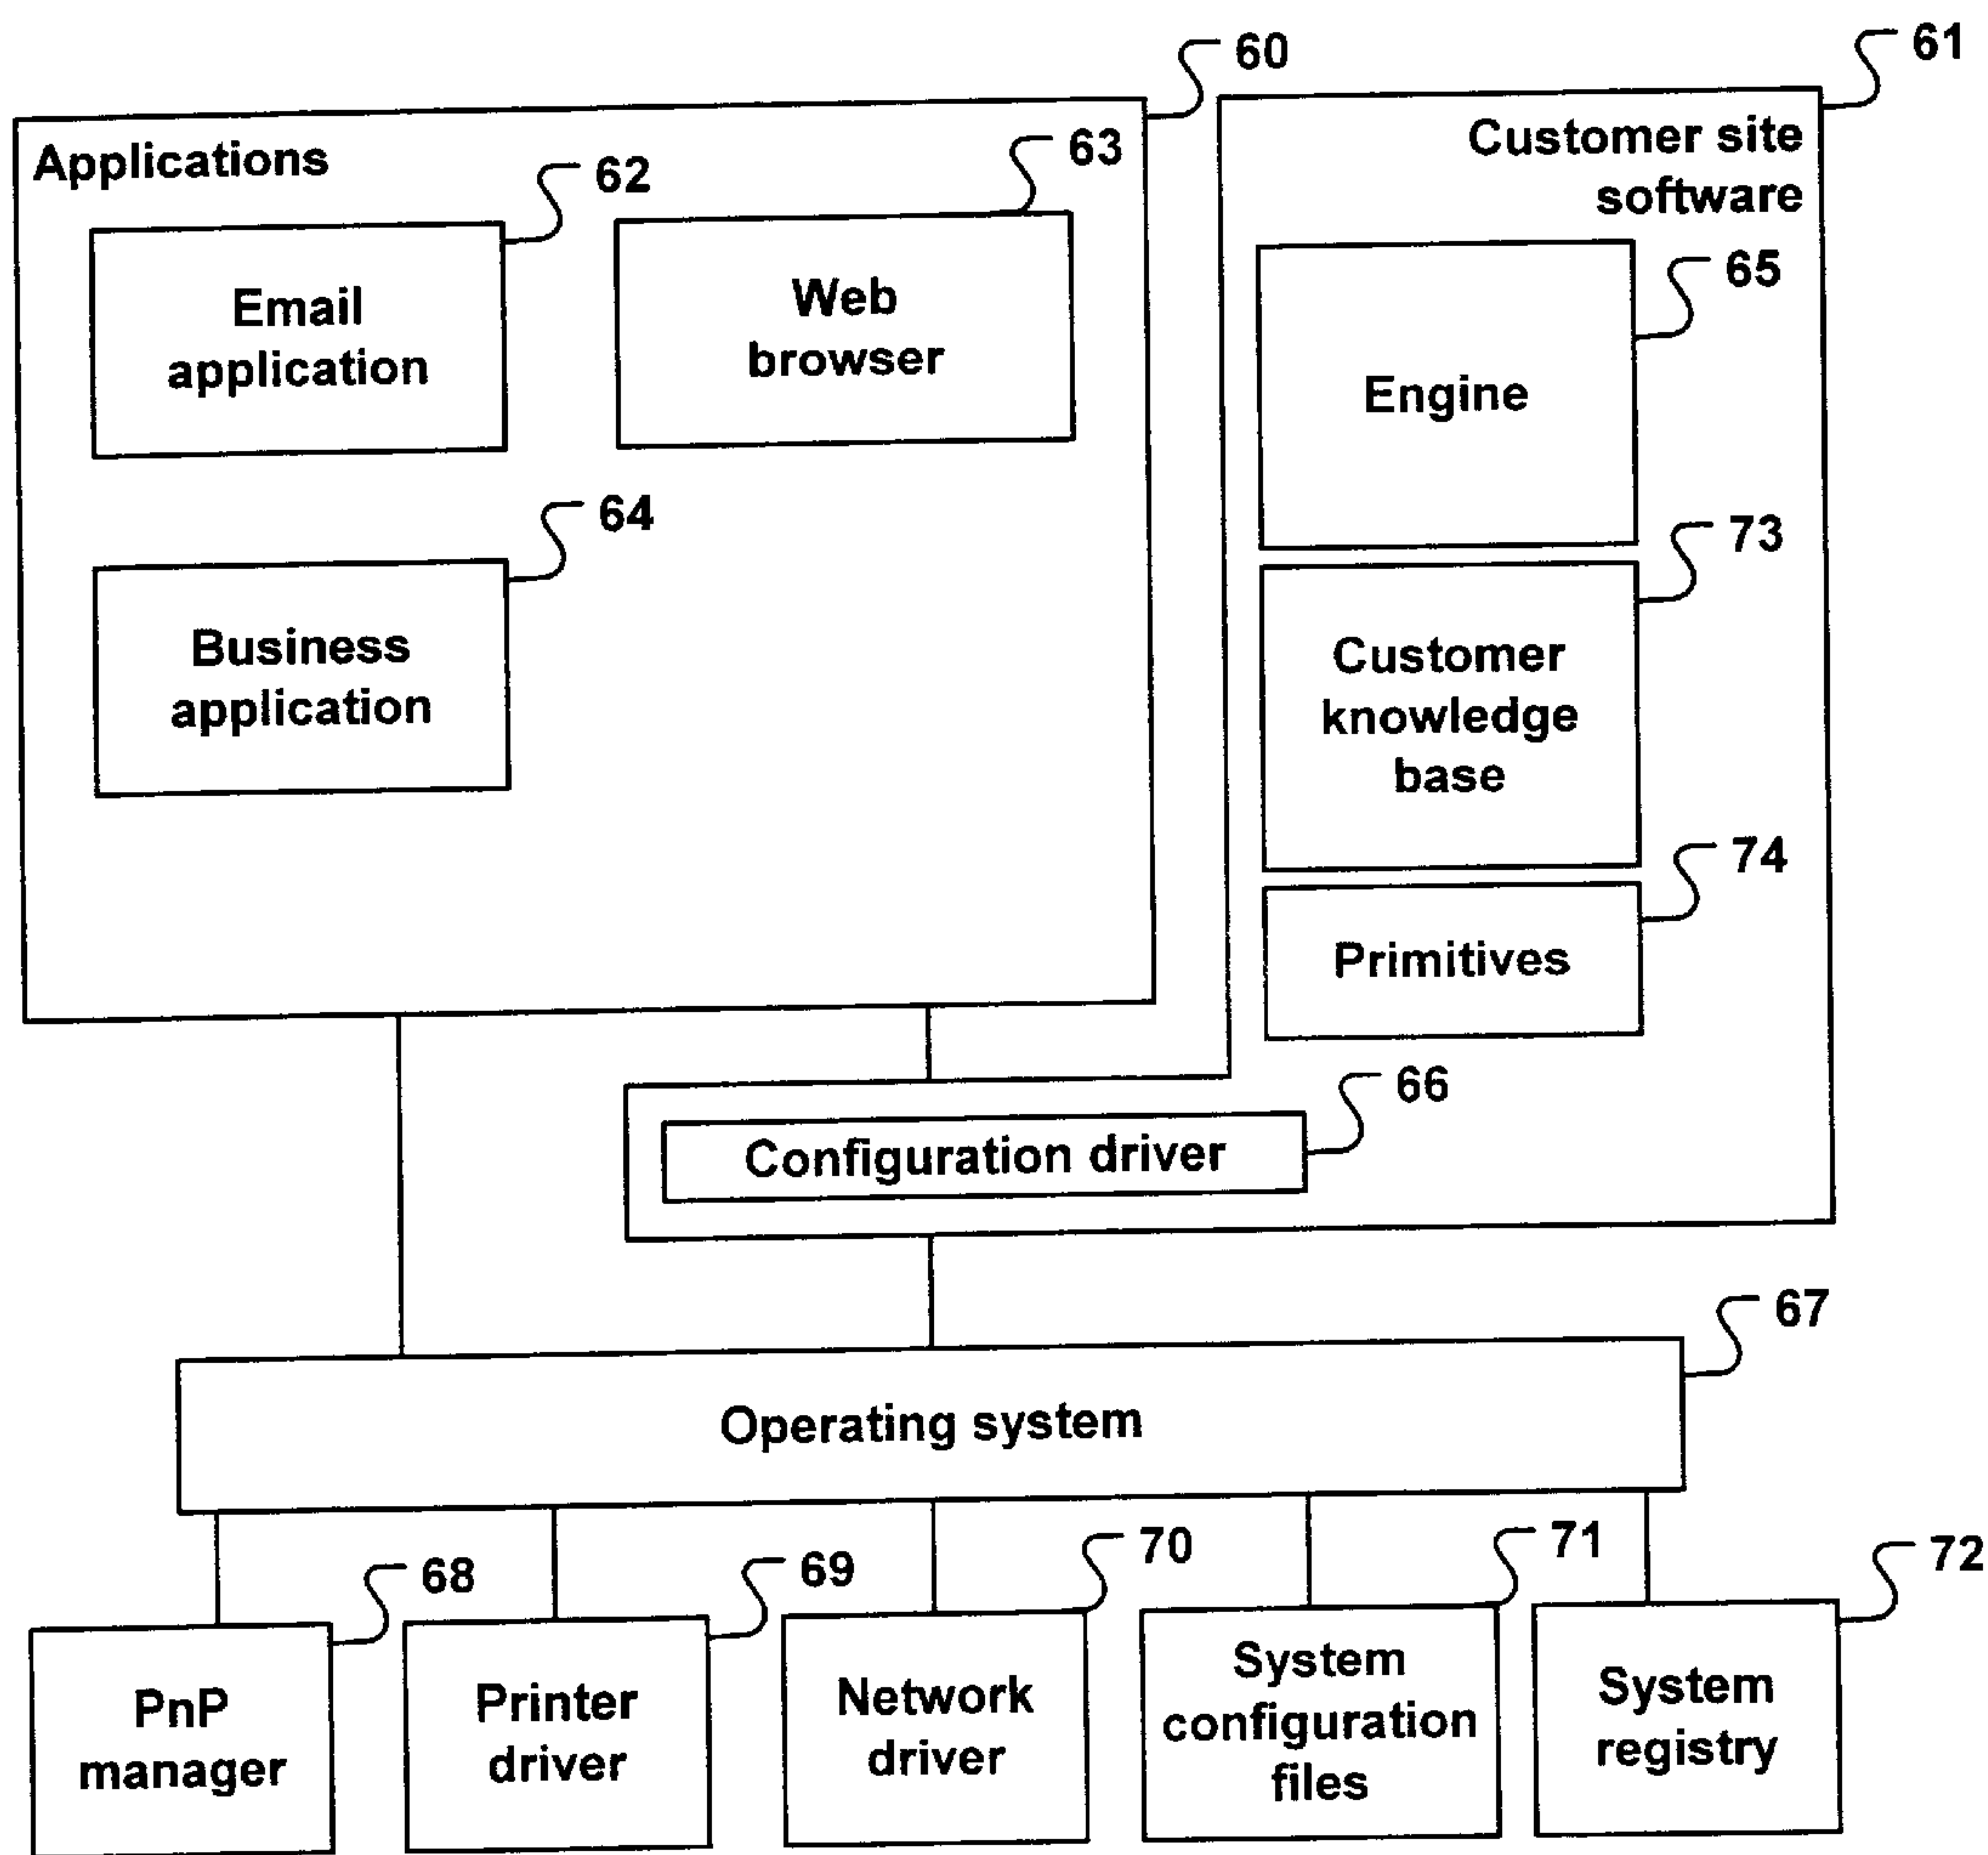 60
61
Applications
Customer site
software
62
63
Email
application
Web
browser
65
Engine
64
Business
application
73
Customer
knowledge
base
74
Primitives
66
Configuration driver
67
Operating system
68
69
70
71
72
PnP
manager
Printer
driver
Network
driver
System
configuration
files
System
registry